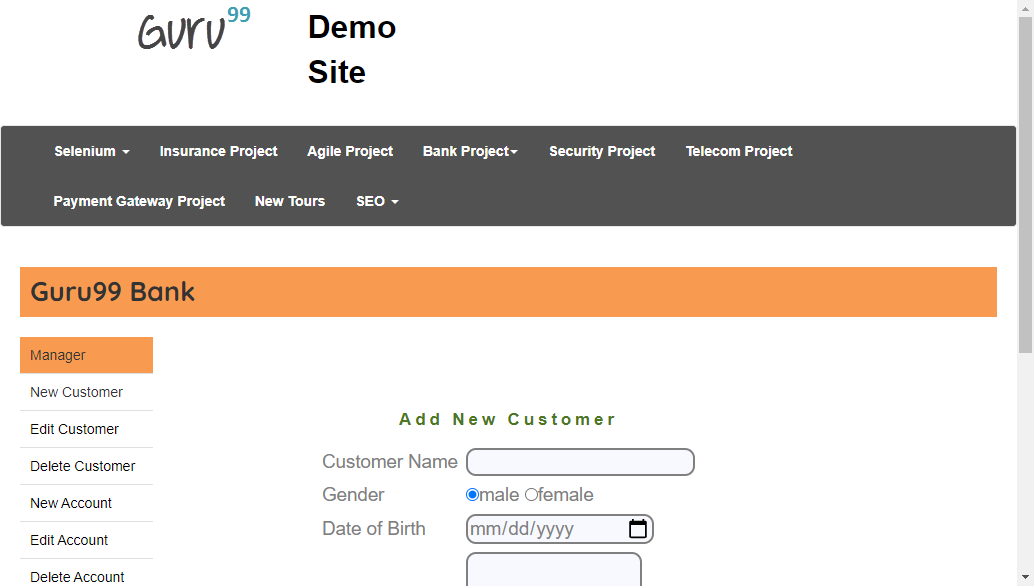 Guru99
Demo
Site
Selenium Insurance Project Agile Project Bank Project Security Project Telecom Project
Payment Gateway Project New Tours SEO
Guru99 Bank
Manager
New Customer
Edit Customer
Delete Customer
New Account
Edit Account
Delete Account
Add New Customer
Customer Name
Gender male female
Date of Birth mm/dd/yyyy